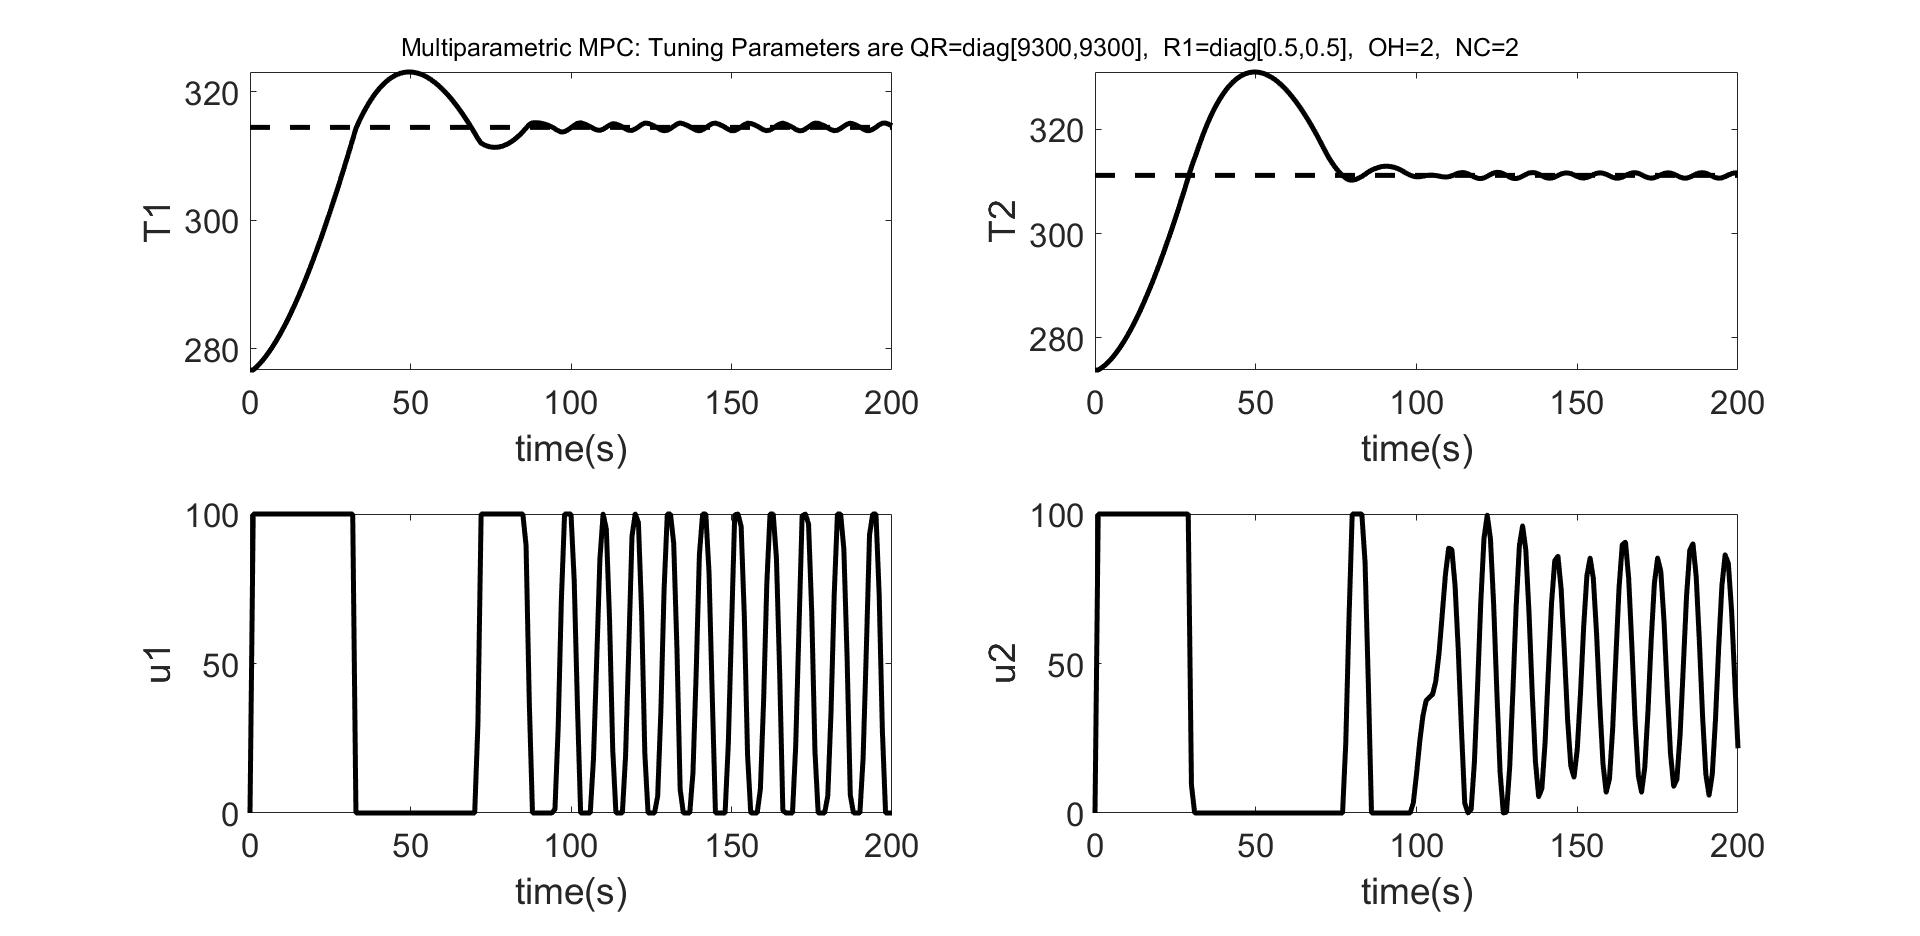 Multiparametric MPC: Tuning Parameters are QR=diag[9300,9300], R1=diag[0.5,0.5], OH=2, NC=2
320
300
280
T1
0 50 100 150 200
time(s)
320
300
280
T2
0 50 100 150 200
time(s)
100
50
0
u1
0 50 100 150 200
time(s)
100
50
0
u2
0 50 100 150 200
time(s)